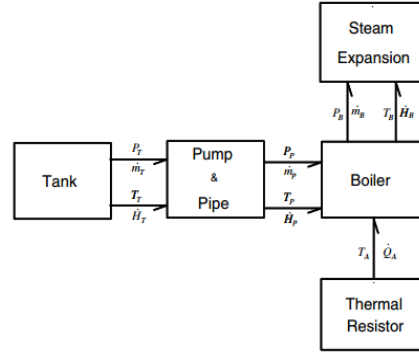 Steam
Expansion
P_B ṁ_B T_B Ḣ_B
P_T
ṁ_T
T_T
Ḣ_T
Tank
Pump
&
Pipe
P_P
ṁ_p
T_P
Ḣ_P
Boiler
T_A Q̇_A
Thermal
Resistor